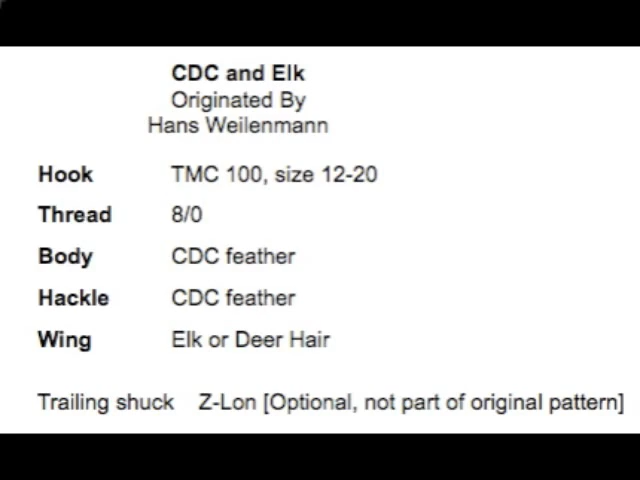 CDC and Elk
Originated By
Hans Weilenmann
Hook TMC 100, size 12-20
Thread 8/0
Body CDC feather
Hackle CDC feather
Wing Elk or Deer Hair
Trailing shuck Z-Lon [Optional, not part of original pattern]